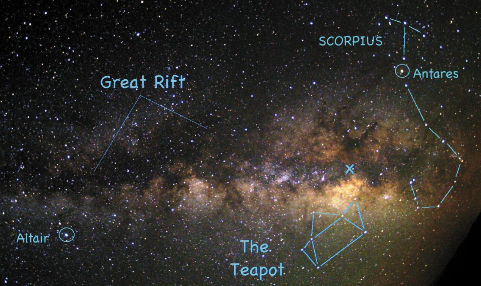 SCORPIUS
Antares
Great Rift
Altair
The
Teapot